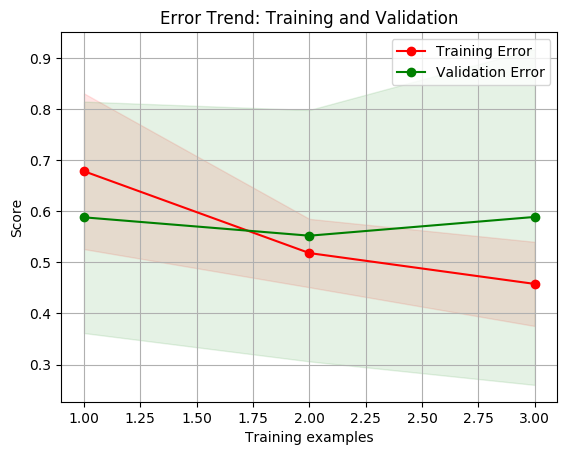 Error Trend: Training and Validation
Training Error
Validation Error
0.9
0.8
0.7
0.6
0.5
0.4
0.3
Score
1.00 1.25 1.50 1.75 2.00 2.25 2.50 2.75 3.00
Training examples